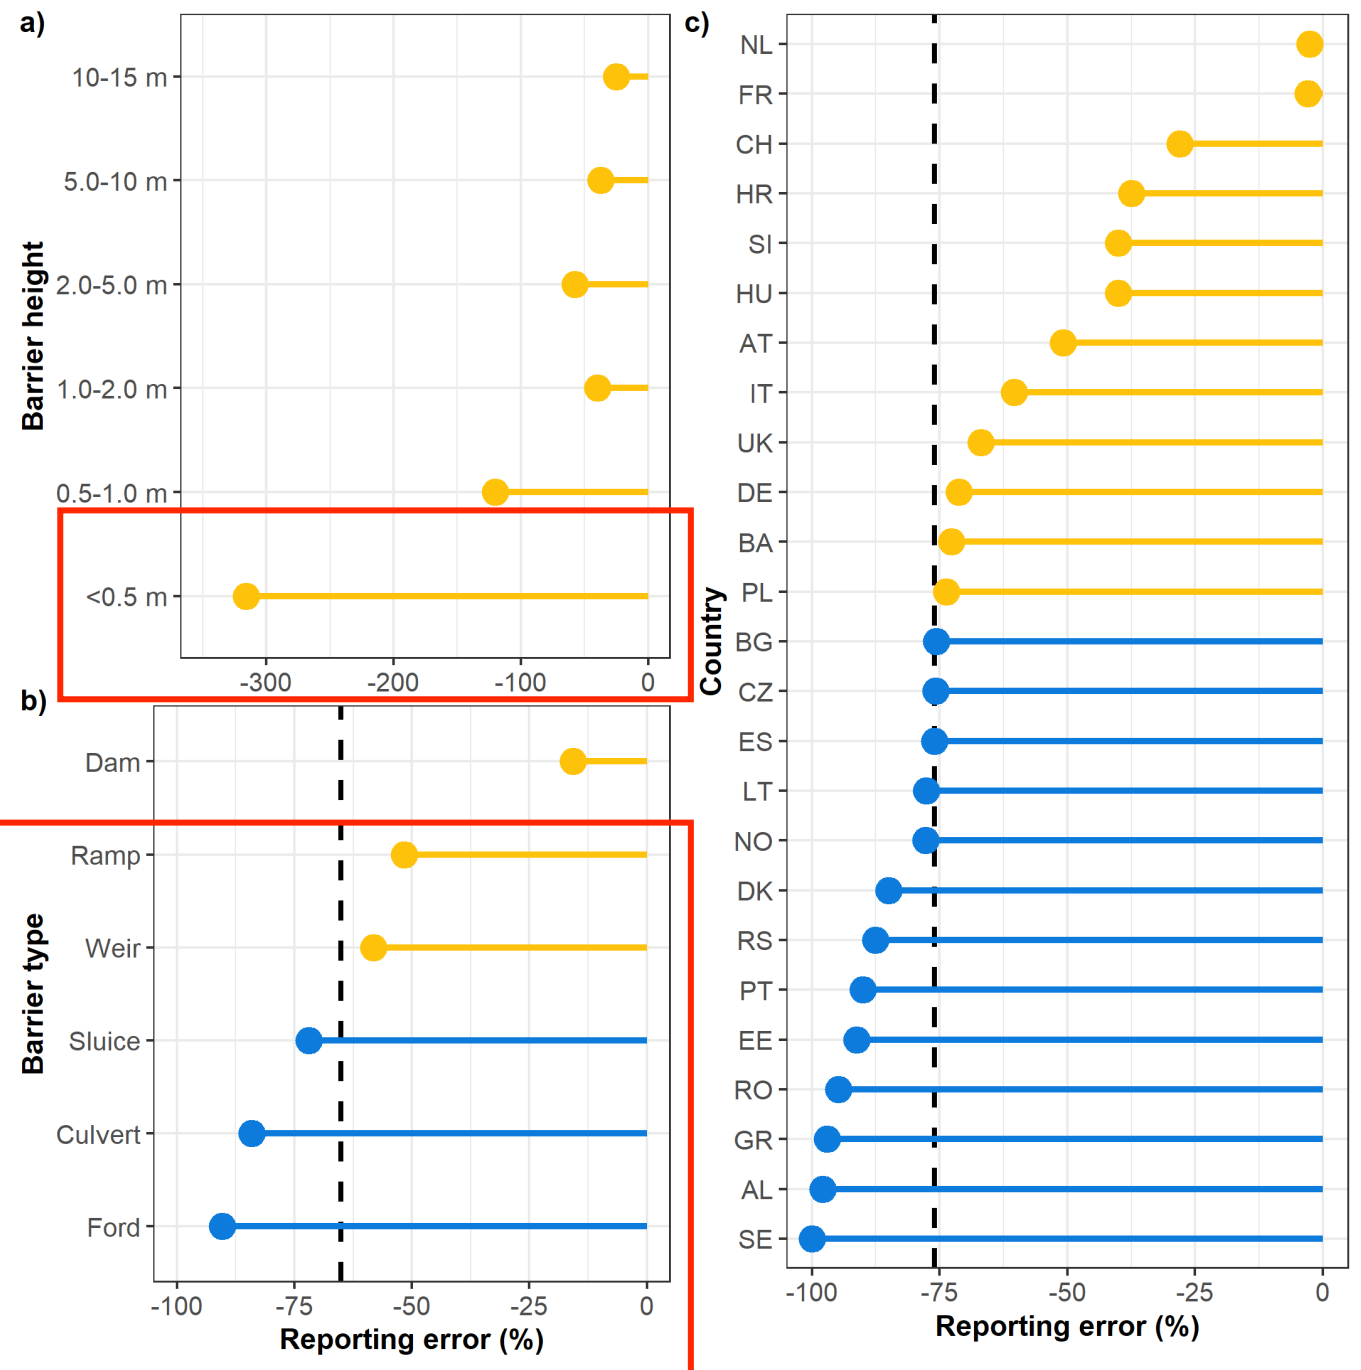 a)
Barrier height
10-15 m
5.0-10 m
2.0-5.0 m
1.0-2.0 m
0.5-1.0 m
<0.5 m
-300 -200 -100 0
b)
Barrier type
Dam
Ramp
Weir
Sluice
Culvert
Ford
-100 -75 -50 -25 0
Reporting error (%)
c)
Country
NL
FR
CH
HR
SI
HU
AT
IT
UK
DE
BA
PL
BG
CZ
ES
LT
NO
DK
RS
PT
EE
RO
GR
AL
SE
-100 -75 -50 -25 0
Reporting error (%)